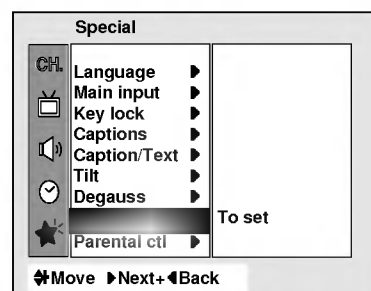 Special
CH.
Language
Main input
Key lock
Captions
Caption/Text
Tilt
Degauss
To set
Parental ctl
Move Next+ Back